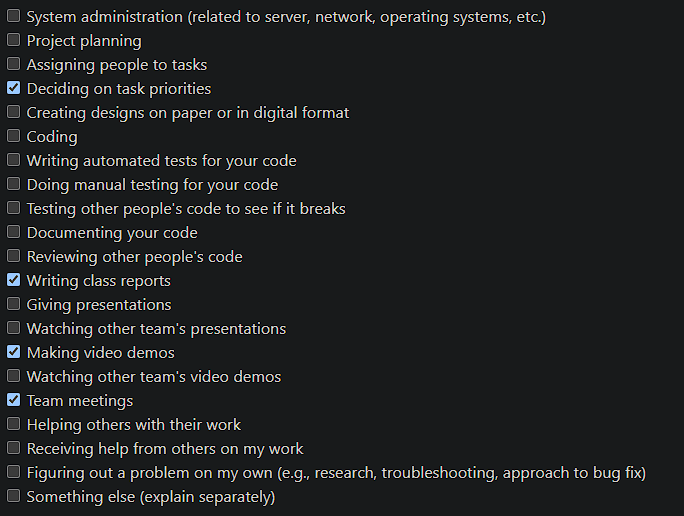 System administration (related to server, network, operating systems, etc.)
Project planning
Assigning people to tasks
Deciding on task priorities
Creating designs on paper or in digital format
Coding
Writing automated tests for your code
Doing manual testing for your code
Testing other people's code to see if it breaks
Documenting your code
Reviewing other people's code
Writing class reports
Giving presentations
Watching other team's presentations
Making video demos
Watching other team's video demos
Team meetings
Helping others with their work
Receiving help from others on my work
Figuring out a problem on my own (e.g., research, troubleshooting, approach to bug fix)
Something else (explain separately)